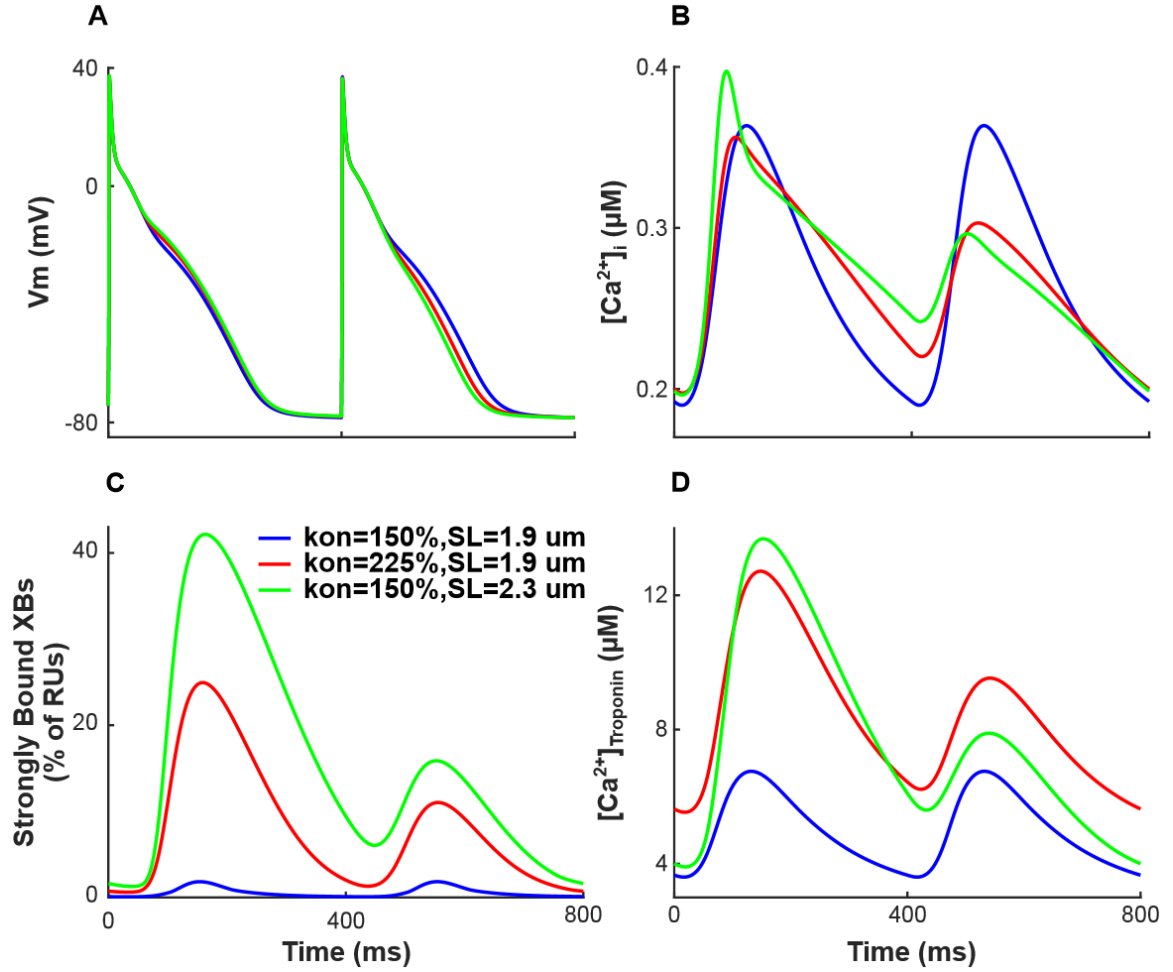 A
B
40
0
-80
Vm (mV)
0.4
0.3
0.2
[Ca²⁺]i (µM)
C
D
kon=150%,SL=1.9 um
kon=225%,SL=1.9 um
kon=150%,SL=2.3 um
40
20
0
Strongly Bound XBs
(% of RUs)
12
8
4
[Ca²⁺]Troponin (µM)
0
400
800
Time (ms)
0
400
800
Time (ms)